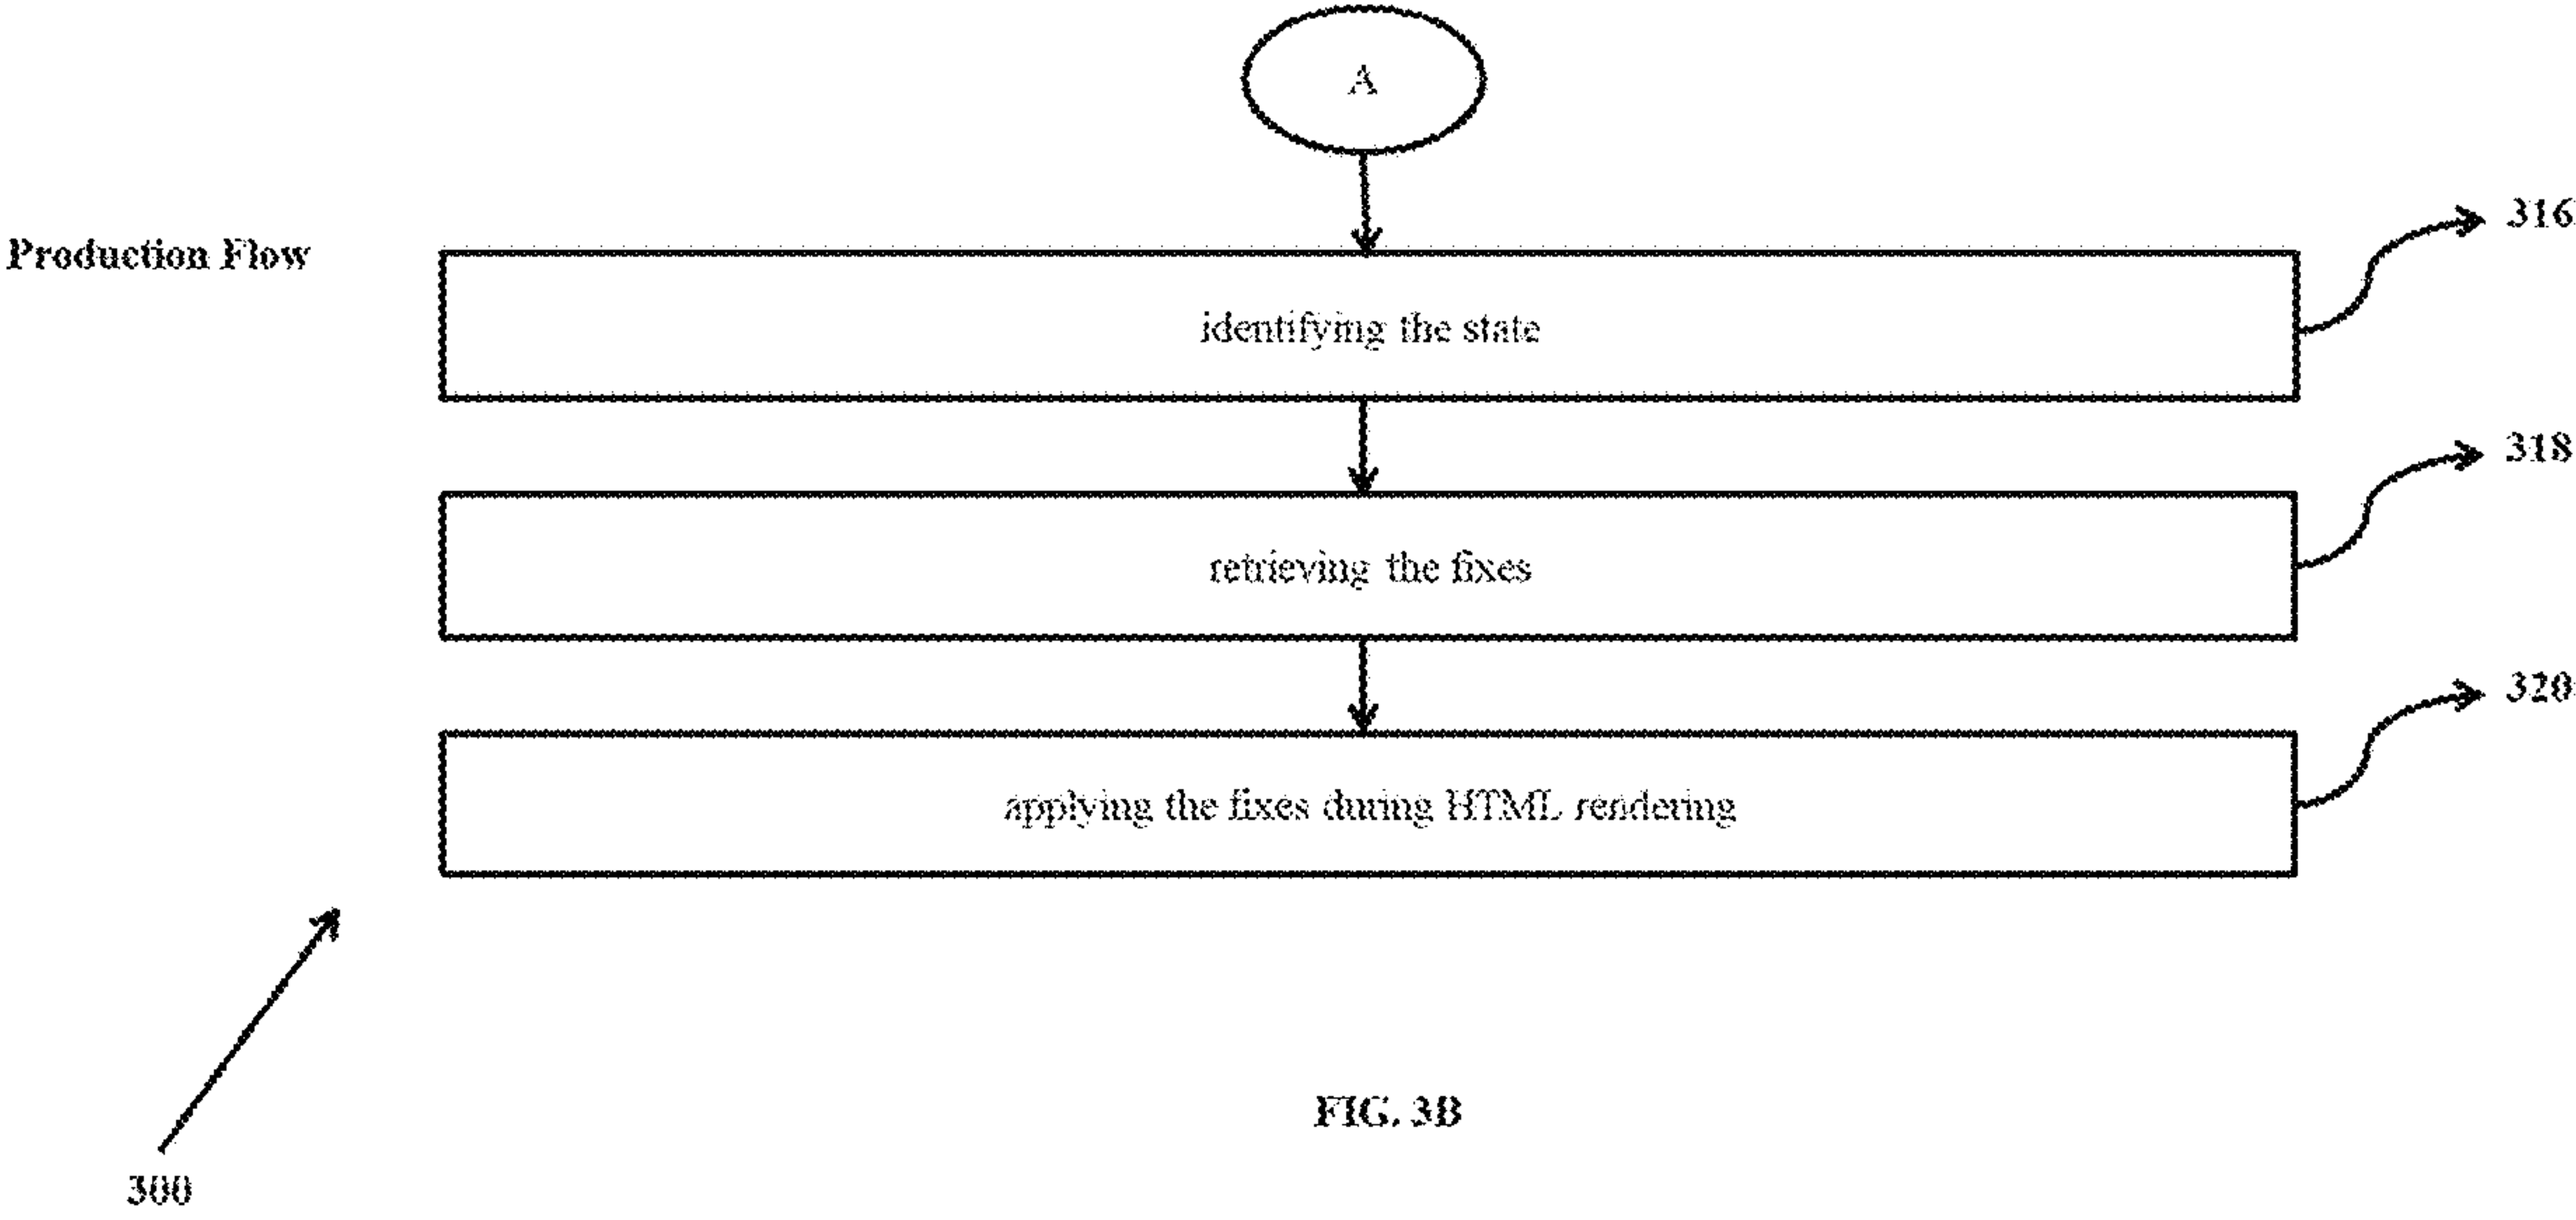 A
316
Production Flow
identifying the state
318
retrieving the fixes
320
applying the fixes during HTML rendering
FIG. 3B
300